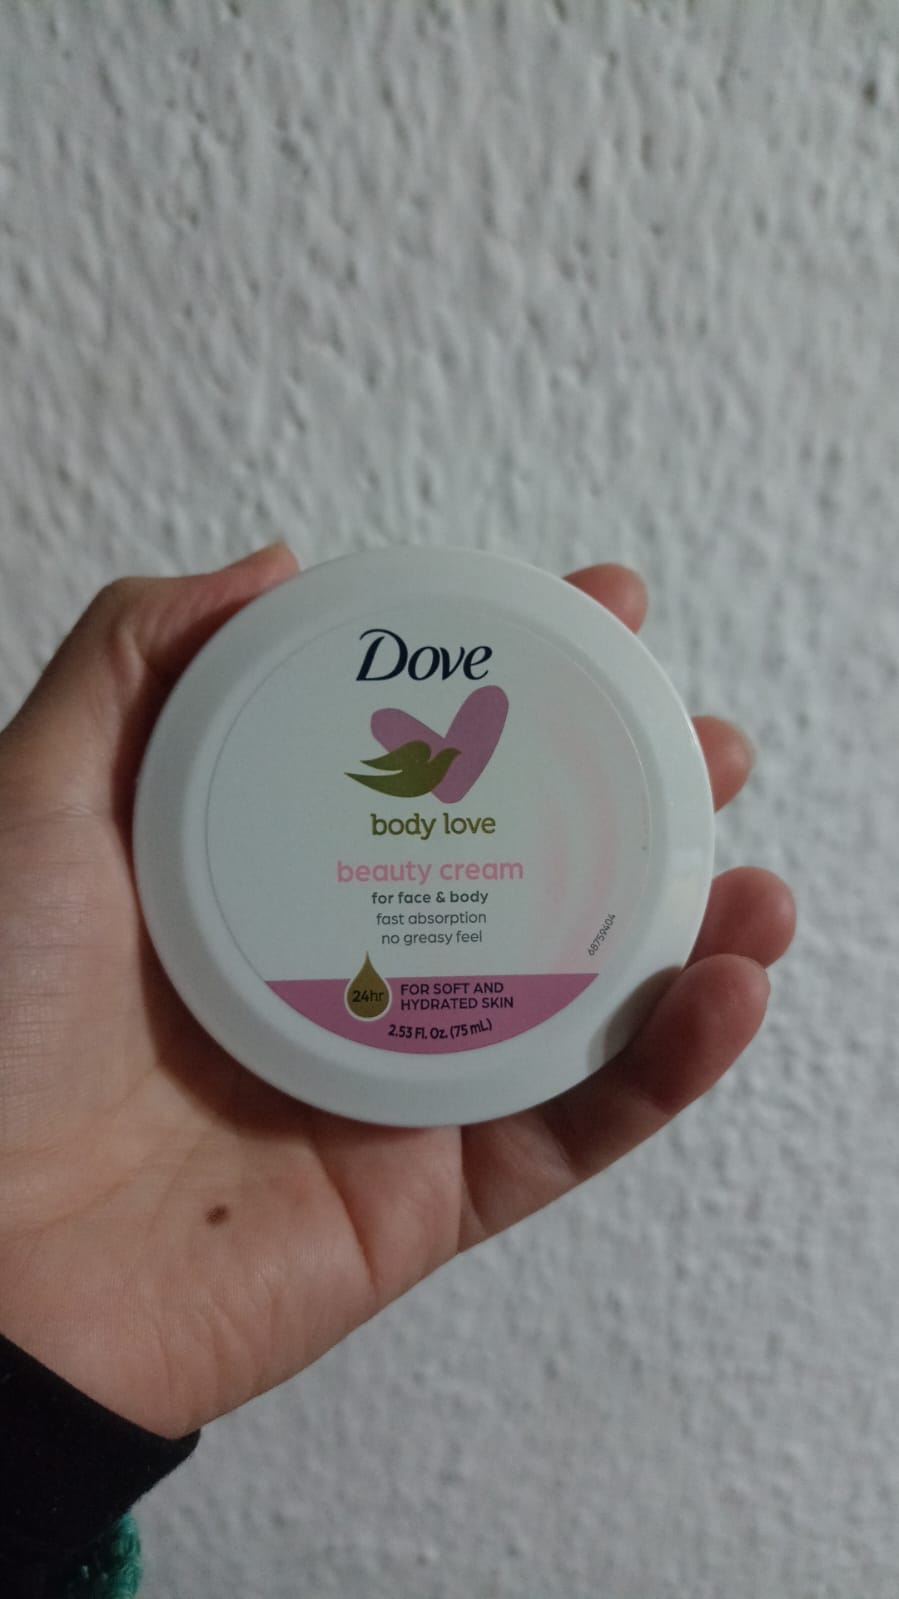 Dove
body love
beauty cream
for face & body
fast absorption
no greasy feel
68759404
24hr
FOR SOFT AND
HYDRATED SKIN
2.53 Fl. Oz. (75 mL)